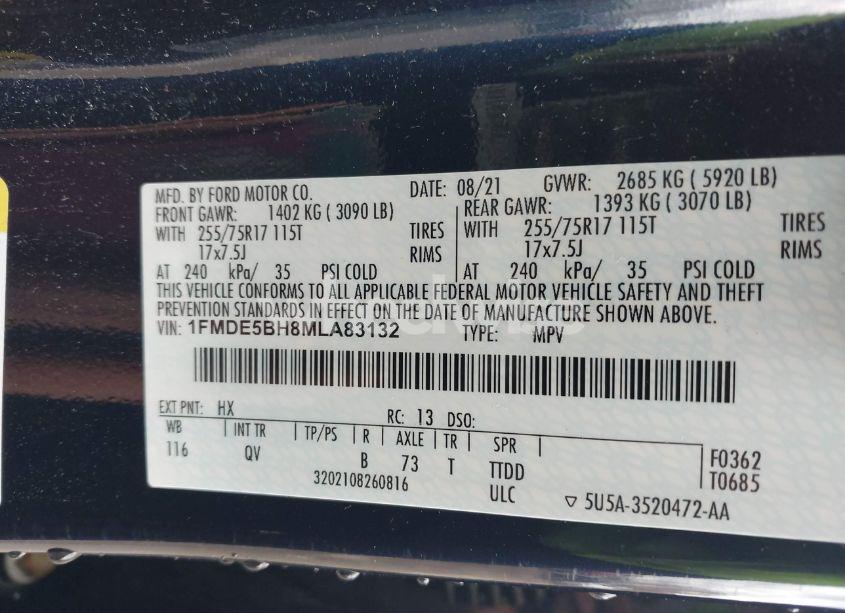 MFD. BY FORD MOTOR CO. DATE: 08/21 GVWR: 2685 KG ( 5920 LB)
FRONT GAWR: 1402 KG ( 3090 LB) REAR GAWR: 1393 KG ( 3070 LB)
WITH 255/75R17 115T TIRES WITH 255/75R17 115T TIRES
17x7.5J RIMS 17x7.5J RIMS
AT 240 kPa/ 35 PSI COLD AT 240 kPa/ 35 PSI COLD
THIS VEHICLE CONFORMS TO ALL APPLICABLE FEDERAL MOTOR VEHICLE SAFETY AND THEFT
PREVENTION STANDARDS IN EFFECT ON THE DATE OF MANUFACTURE SHOWN ABOVE.
VIN: 1FMDE5BH8MLA83132 TYPE: MPV
EXT PNT: HX RC: 13 DSO:
WB INT TR TP/PS R AXLE TR SPR
116 QV B 73 T TTDD
3202108260816 ULC
F0362
T0685
▽ 5U5A-3520472-AA